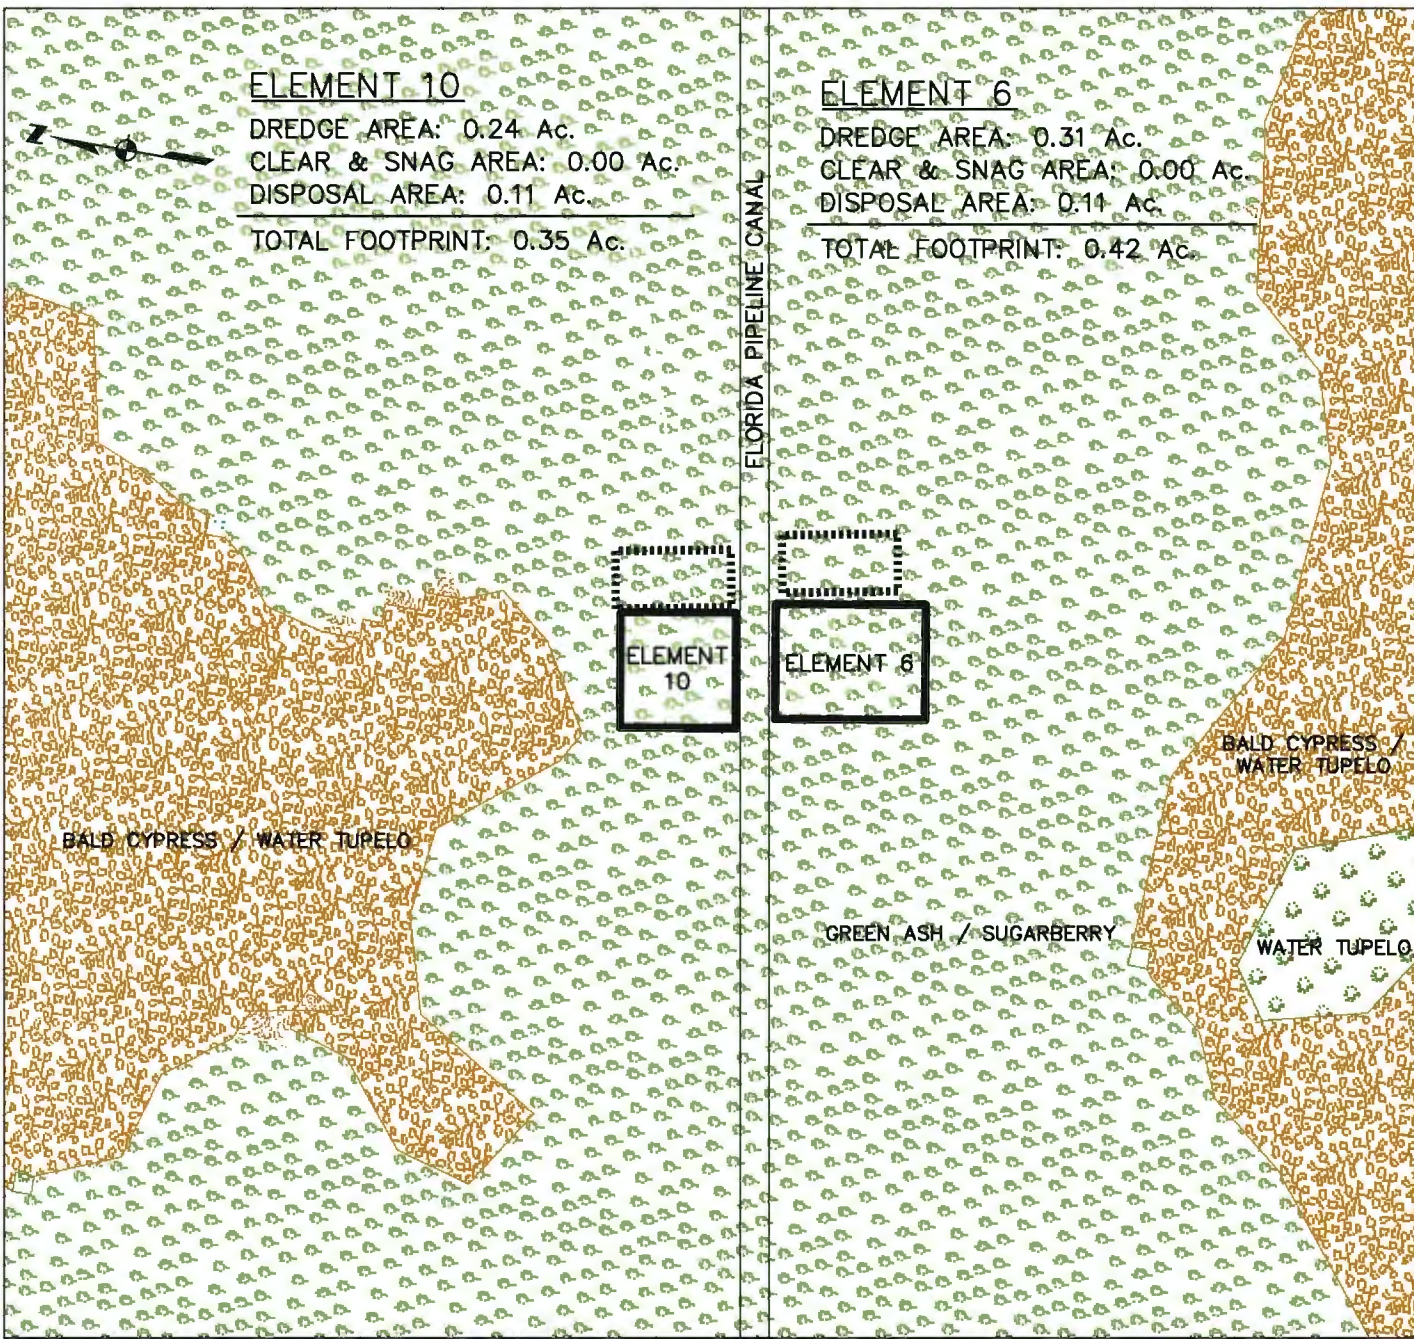 ELEMENT 10
DREDGE AREA: 0.24 Ac.
CLEAR & SNAG AREA: 0.00 Ac.
DISPOSAL AREA: 0.11 Ac.
TOTAL FOOTPRINT: 0.35 Ac.
ELEMENT 6
DREDGE AREA: 0.31 Ac.
CLEAR & SNAG AREA: 0.00 Ac.
DISPOSAL AREA: 0.11 Ac.
TOTAL FOOTPRINT: 0.42 Ac.
N
FLORIDA PIPELINE CANAL
ELEMENT
10
ELEMENT 6
BALD CYPRESS /
WATER TUPELO
BALD CYPRESS / WATER TUPELO
GREEN ASH / SUGARBERRY
WATER TUPELO